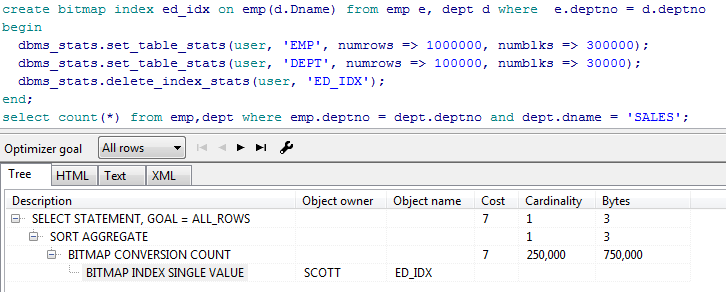 create bitmap index ed_idx on emp(d.Dname) from emp e, dept d where  e.deptno = d.deptno
begin
  dbms_stats.set_table_stats(user, 'EMP', numrows => 1000000, numblks => 300000);
  dbms_stats.set_table_stats(user, 'DEPT', numrows => 100000, numblks => 30000);
  dbms_stats.delete_index_stats(user, 'ED_IDX');
end;
select count(*) from emp,dept where emp.deptno = dept.deptno and dept.dname = 'SALES';
Optimizer goal All rows
Tree HTML Text XML
Description Object owner Object name Cost Cardinality Bytes
SELECT STATEMENT, GOAL = ALL_ROWS 7 1 3
SORT AGGREGATE 1 3
BITMAP CONVERSION COUNT 7 250,000 750,000
BITMAP INDEX SINGLE VALUE SCOTT ED_IDX